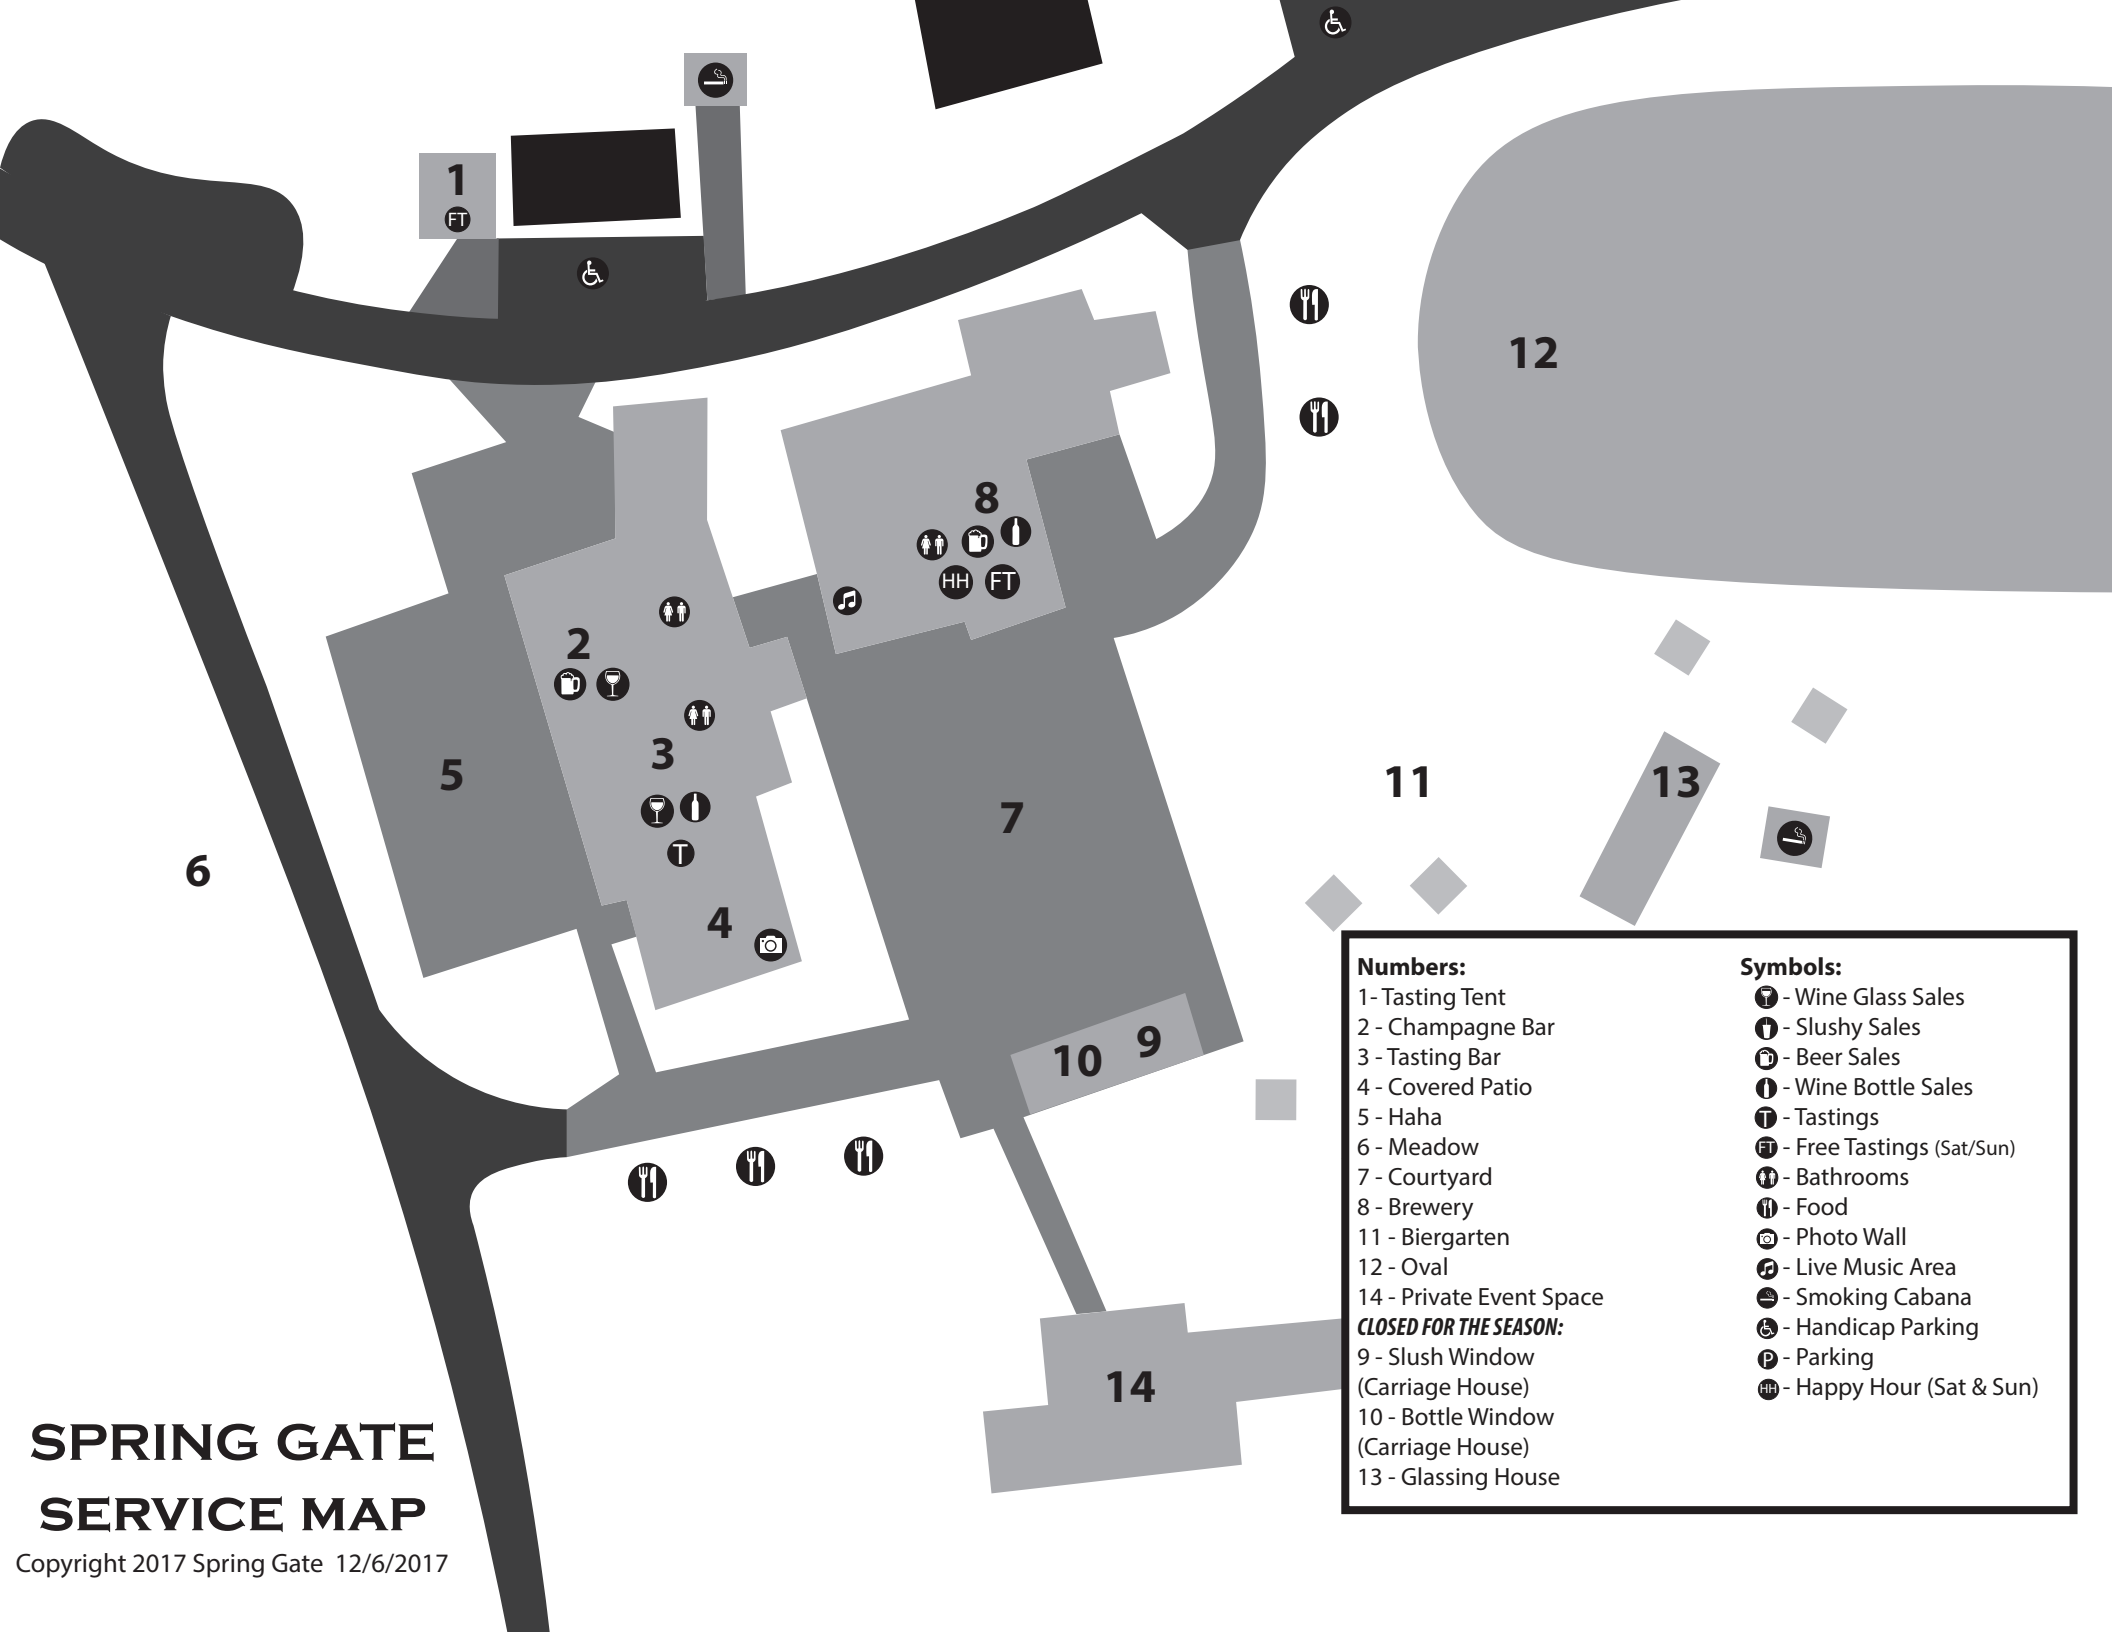 1
FT
12
8
HH FT
2
3
T
5
7
11
13
6
4
10 9
14
Numbers:
1- Tasting Tent
2 - Champagne Bar
3 - Tasting Bar
4 - Covered Patio
5 - Haha
6 - Meadow
7 - Courtyard
8 - Brewery
11 - Biergarten
12 - Oval
14 - Private Event Space
CLOSED FOR THE SEASON:
9 - Slush Window
(Carriage House)
10 - Bottle Window
(Carriage House)
13 - Glassing House
Symbols:
- Wine Glass Sales
- Slushy Sales
- Beer Sales
- Wine Bottle Sales
T - Tastings
FT - Free Tastings (Sat/Sun)
- Bathrooms
- Food
- Photo Wall
- Live Music Area
- Smoking Cabana
- Handicap Parking
P - Parking
HH - Happy Hour (Sat & Sun)
SPRING GATE
SERVICE MAP
Copyright 2017 Spring Gate 12/6/2017